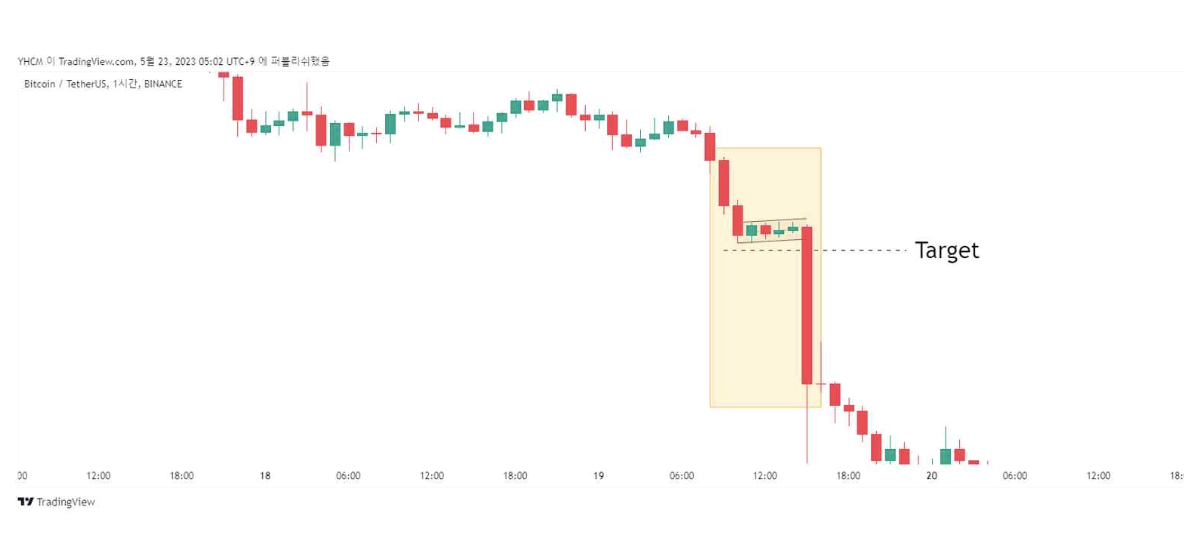 YHCM 이 TradingView.com, 5월 23, 2023 05:02 UTC+9 에 퍼블리쉬했음
Bitcoin / TetherUS, 1시간, BINANCE
Target
:00 12:00 18:00 18 06:00 12:00 18:00 19 06:00 12:00 18:00 20 06:00 12:00 18:
TradingView